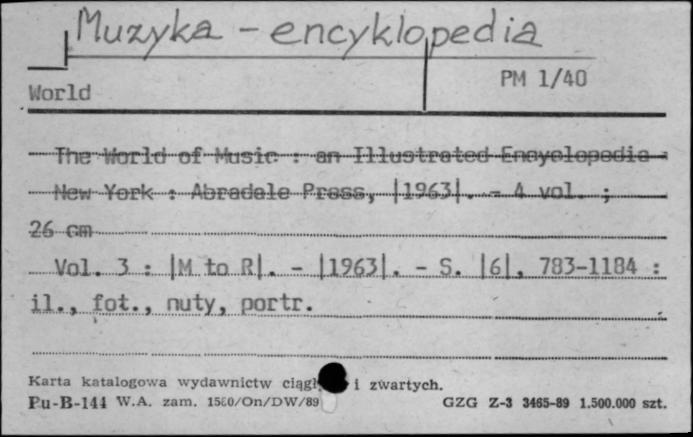 Muzyka - encyklopedia
PM 1/40
World
The World of Music : an Illustrated Encyclopedia -
New York : Abradale Press, |1963|. - 4 vol. ;
26 cm
Vol. 3 : |M to R|. - |1963|. - S. |6|, 783-1184 :
il., fot., nuty, portr.
Karta katalogowa wydawnictw i zwartych.
Pu-B-144 W.A. zam. 1560/On/DW/89 GZG Z-3 3465-89 1.500.000 szt.